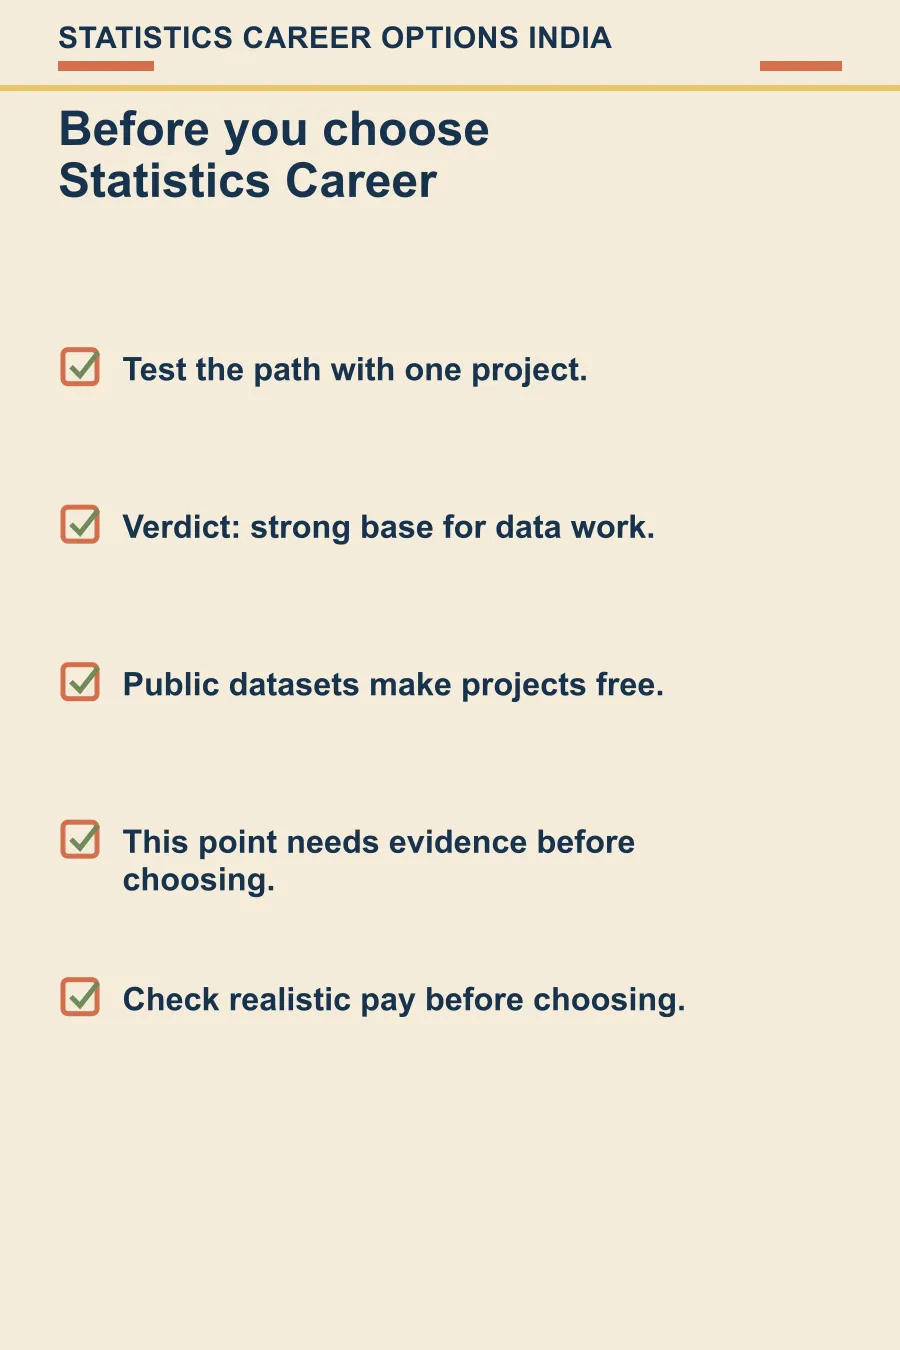 STATISTICS CAREER OPTIONS INDIA
Before you choose
Statistics Career
Test the path with one project.
Verdict: strong base for data work.
Public datasets make projects free.
This point needs evidence before
choosing.
Check realistic pay before choosing.